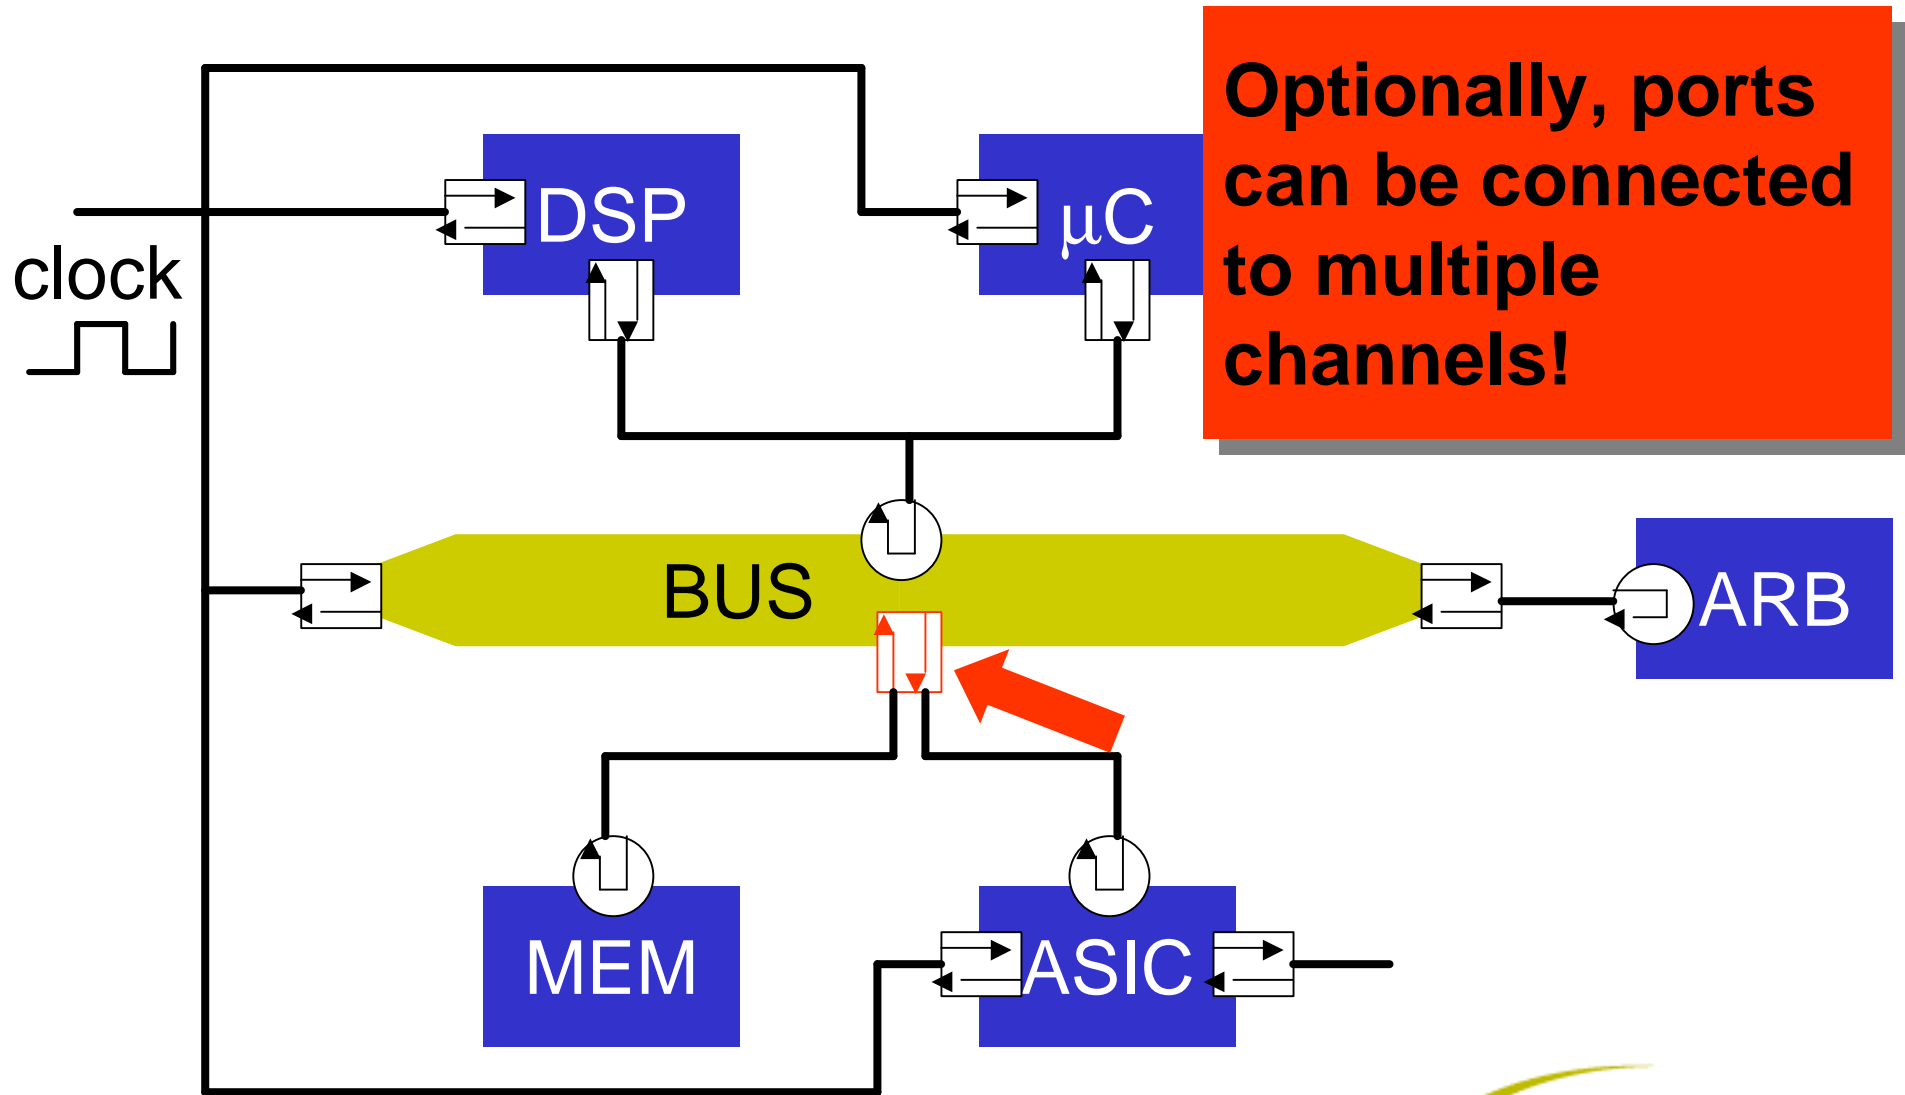 Optionally, ports
can be connected
to multiple
channels!
DSP
μC
clock
BUS
ARB
MEM
ASIC